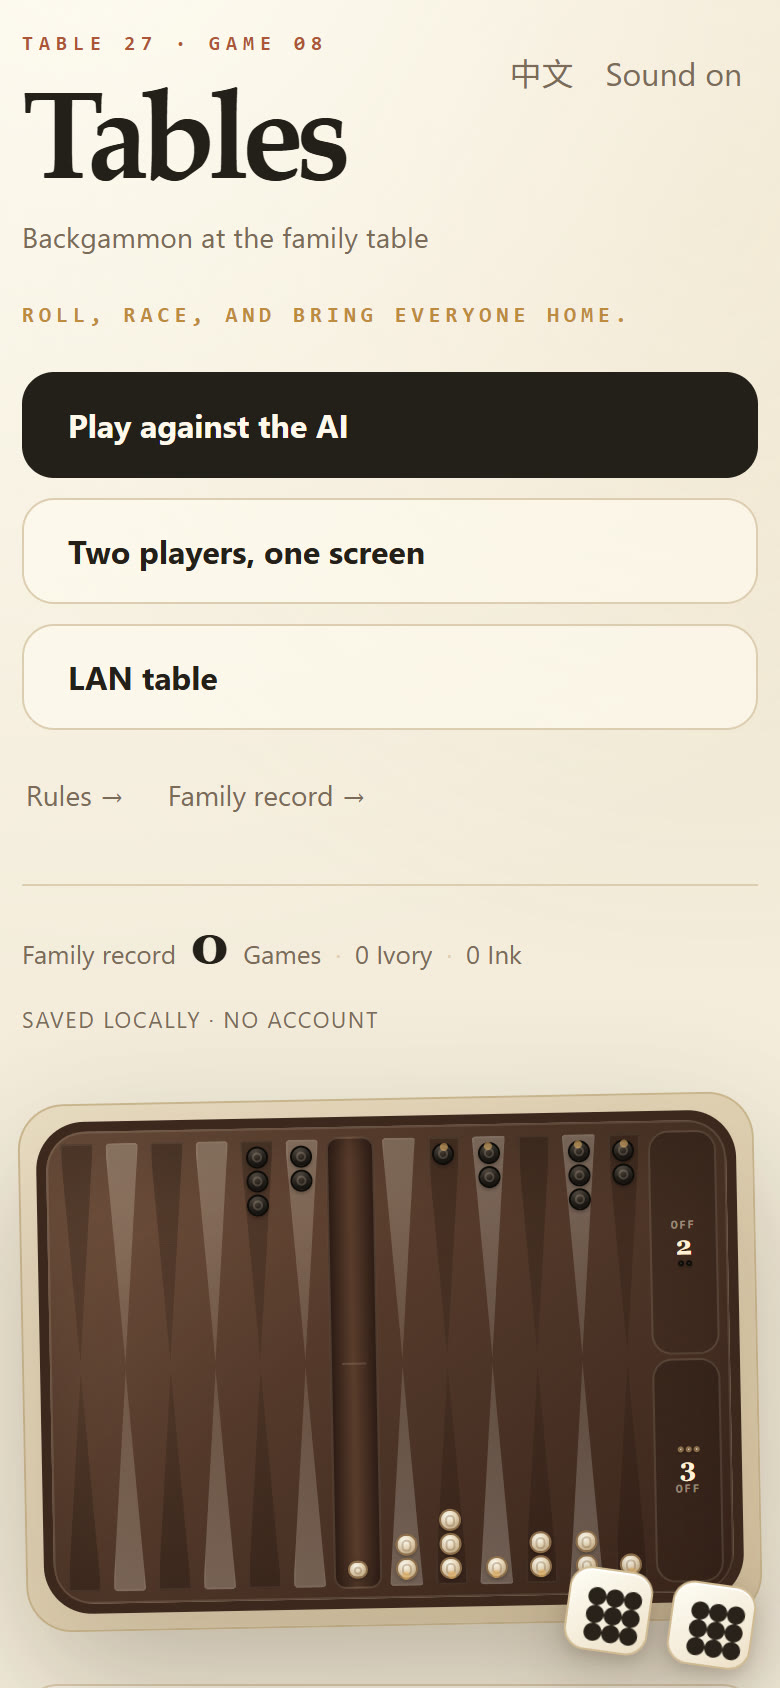 TABLE 27 · GAME 08
中文 Sound on
Tables
Backgammon at the family table
ROLL, RACE, AND BRING EVERYONE HOME.
Play against the AI
Two players, one screen
LAN table
Rules → Family record →
Family record 0 Games · 0 Ivory · 0 Ink
SAVED LOCALLY · NO ACCOUNT
OFF
2
3
OFF